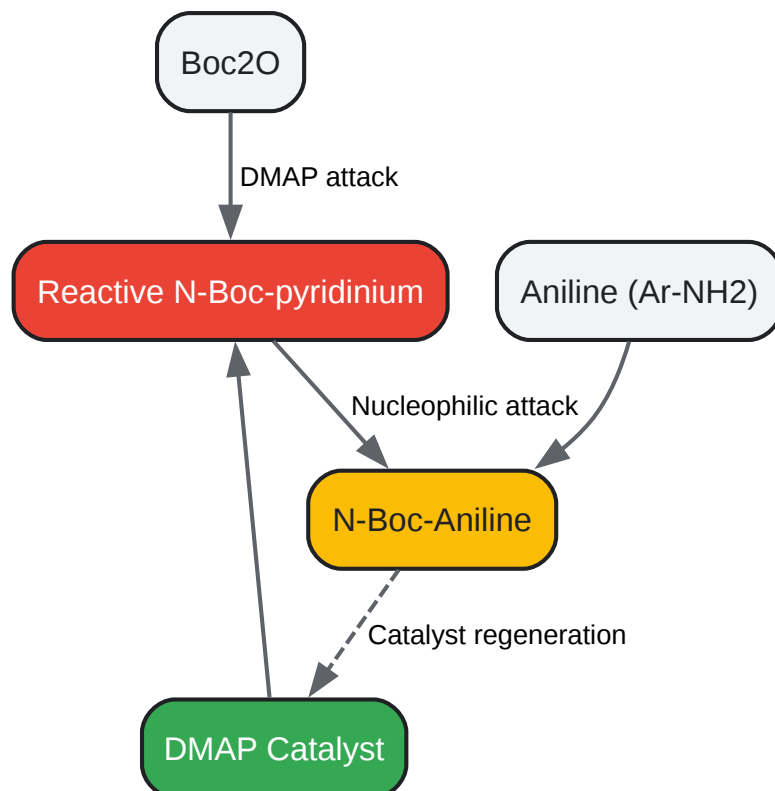 Boc2O
DMAP attack
Reactive N-Boc-pyridinium
Aniline (Ar-NH2)
Nucleophilic attack
N-Boc-Aniline
Catalyst regeneration
DMAP Catalyst